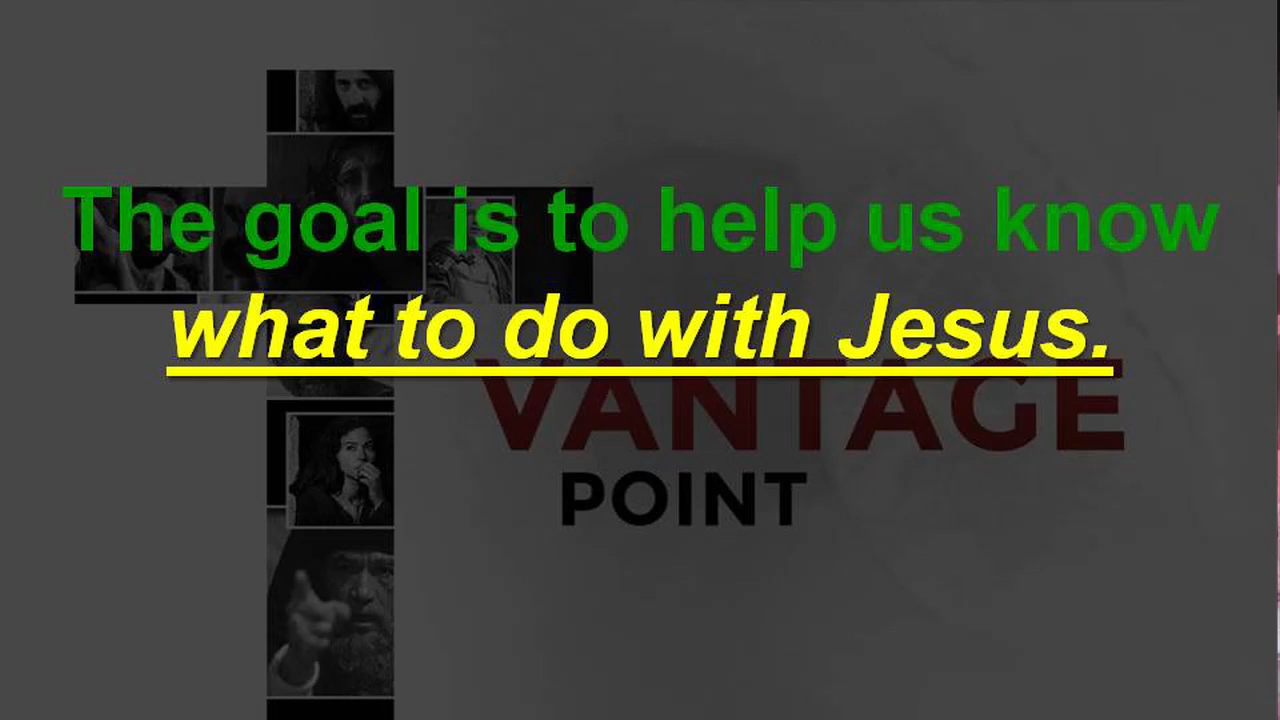 The goal is to help us know
what to do with Jesus.
VANTAGE
POINT